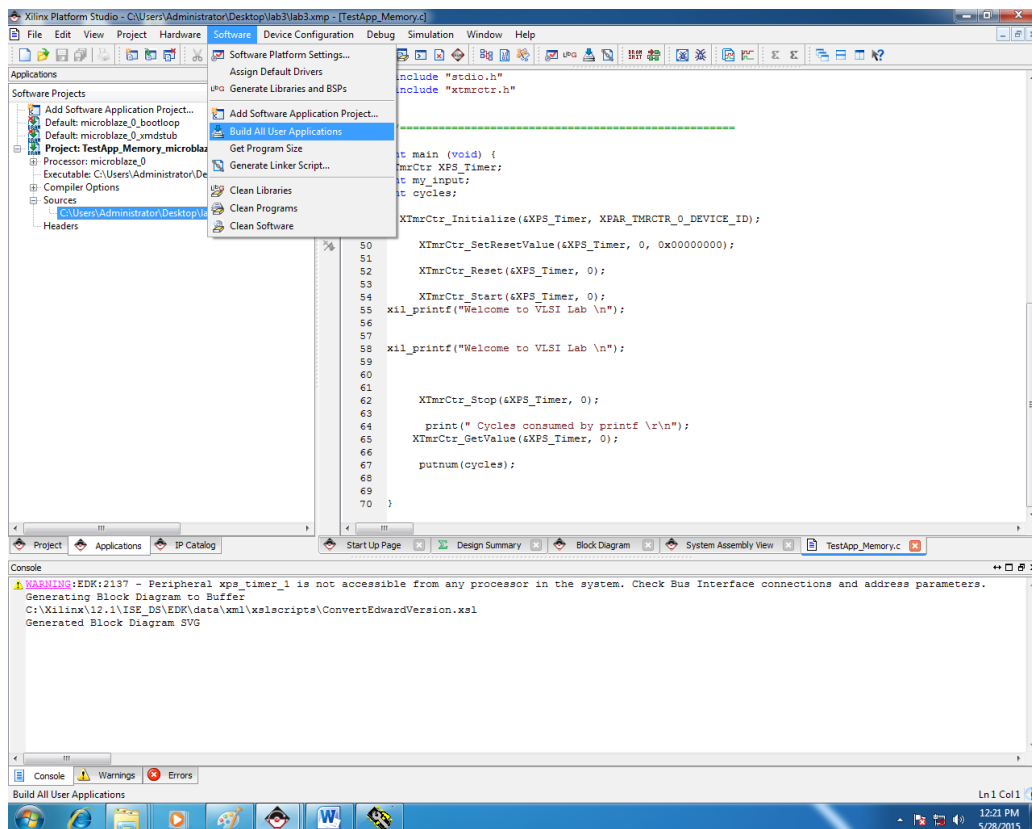 Xilinx Platform Studio - C:\Users\Administrator\Desktop\lab3\lab3.xmp - [TestApp_Memory.c]
File Edit View Project Hardware Software Device Configuration Debug Simulation Window Help
Applications
Software Projects
Add Software Application Project...
Default: microblaze_0_bootloop
Default: microblaze_0_xmdstub
Project: TestApp_Memory_microblaz
Processor: microblaze_0
Executable: C:\Users\Administrator\De
Compiler Options
Sources
C:\Users\Administrator\Desktop\la
Headers
Software Platform Settings...
Assign Default Drivers
Generate Libraries and BSPs
Add Software Application Project...
Build All User Applications
Get Program Size
Generate Linker Script...
Clean Libraries
Clean Programs
Clean Software
nclude "stdio.h"
nclude "xtmrctr.h"
/====================================================
t main (void) {
TmrCtr XPS_Timer;
t my_input;
t cycles;
XTmrCtr_Initialize(&XPS_Timer, XPAR_TMRCTR_0_DEVICE_ID);
50 XTmrCtr_SetResetValue(&XPS_Timer, 0, 0x00000000);
51
52 XTmrCtr_Reset(&XPS_Timer, 0);
53
54 XTmrCtr_Start(&XPS_Timer, 0);
55 xil_printf("Welcome to VLSI Lab \n");
56
57
58 xil_printf("Welcome to VLSI Lab \n");
59
60
61
62 XTmrCtr_Stop(&XPS_Timer, 0);
63
64 print(" Cycles consumed by printf \r\n");
65 XTmrCtr_GetValue(&XPS_Timer, 0);
66
67 putnum(cycles);
68
69
70 }
Project Applications IP Catalog
Start Up Page Design Summary Block Diagram System Assembly View TestApp_Memory.c
Console
WARNING:EDK:2137 - Peripheral xps_timer_1 is not accessible from any processor in the system. Check Bus Interface connections and address parameters.
Generating Block Diagram to Buffer
C:\Xilinx\12.1\ISE_DS\EDK\data\xml\xslscripts\ConvertEdwardVersion.xsl
Generated Block Diagram SVG
Console Warnings Errors
Build All User Applications
Ln 1 Col 1
12:21 PM
5/28/2015